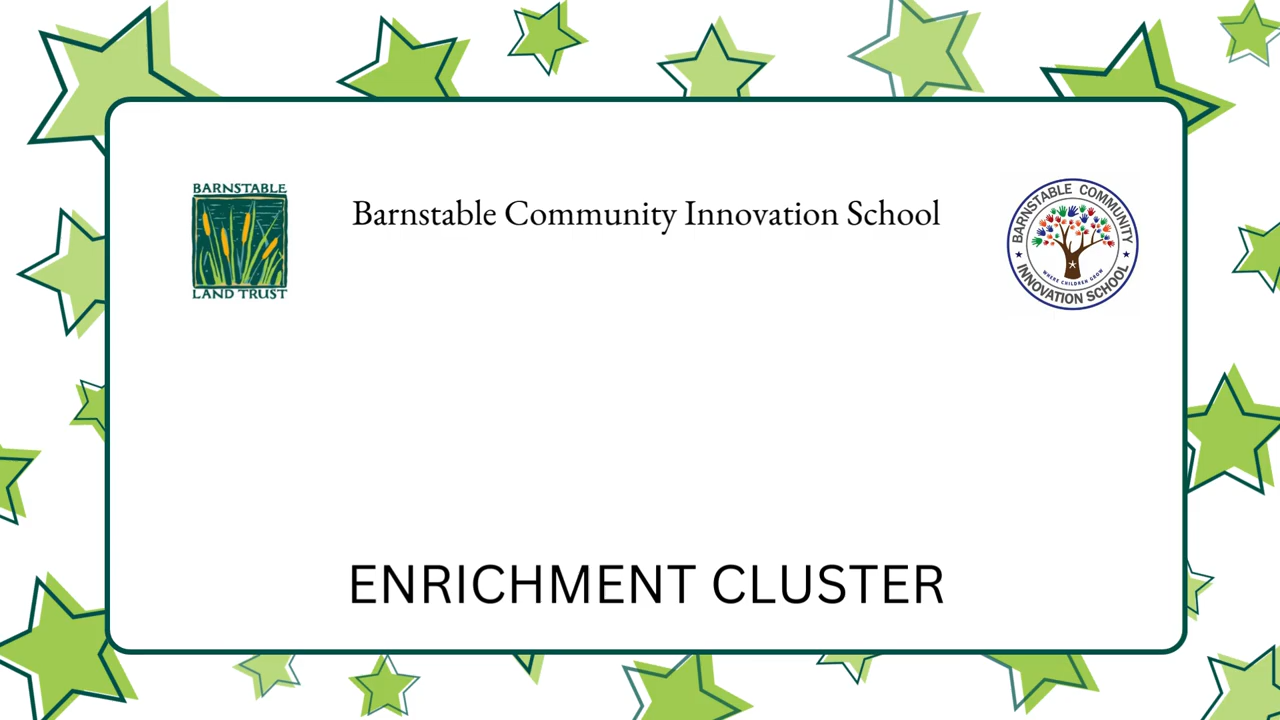 BARNSTABLE
LAND TRUST
Barnstable Community Innovation School
BARNSTABLE COMMUNITY
WHERE CHILDREN GROW
INNOVATION SCHOOL
ENRICHMENT CLUSTER